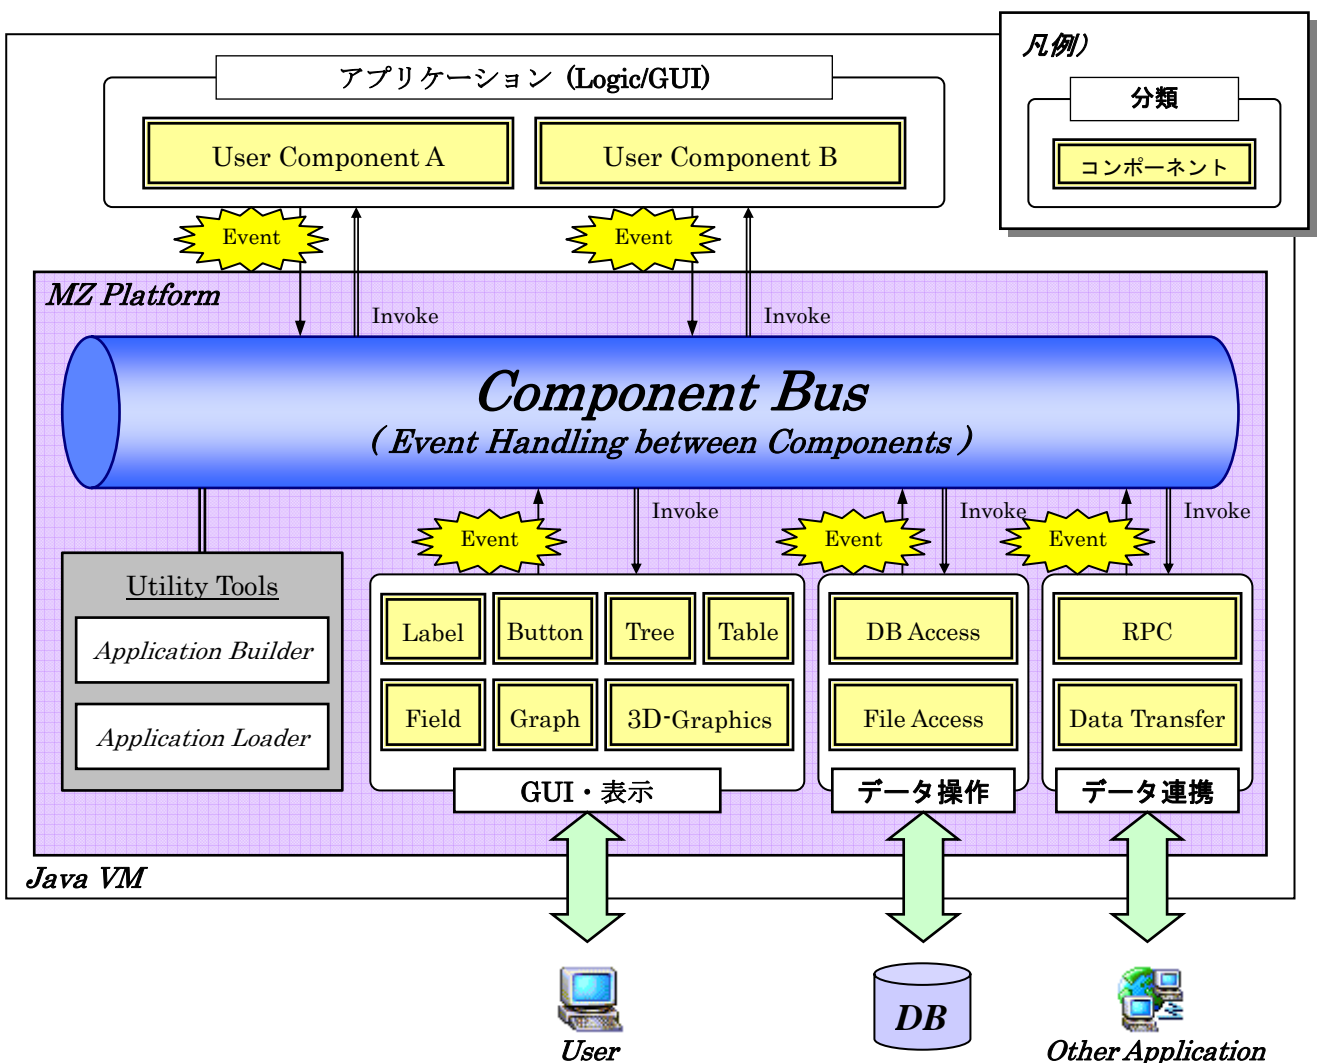 凡例)
分類
コンポーネント
アプリケーション (Logic/GUI)
User Component A
User Component B
Event
Event
MZ Platform
Invoke
Invoke
Component Bus
( Event Handling between Components )
Event
Invoke
Event
Invoke
Event
Invoke
Utility Tools
Application Builder
Application Loader
Label
Button
Tree
Table
Field
Graph
3D-Graphics
GUI・表示
DB Access
File Access
データ操作
RPC
Data Transfer
データ連携
Java VM
User
DB
Other Application